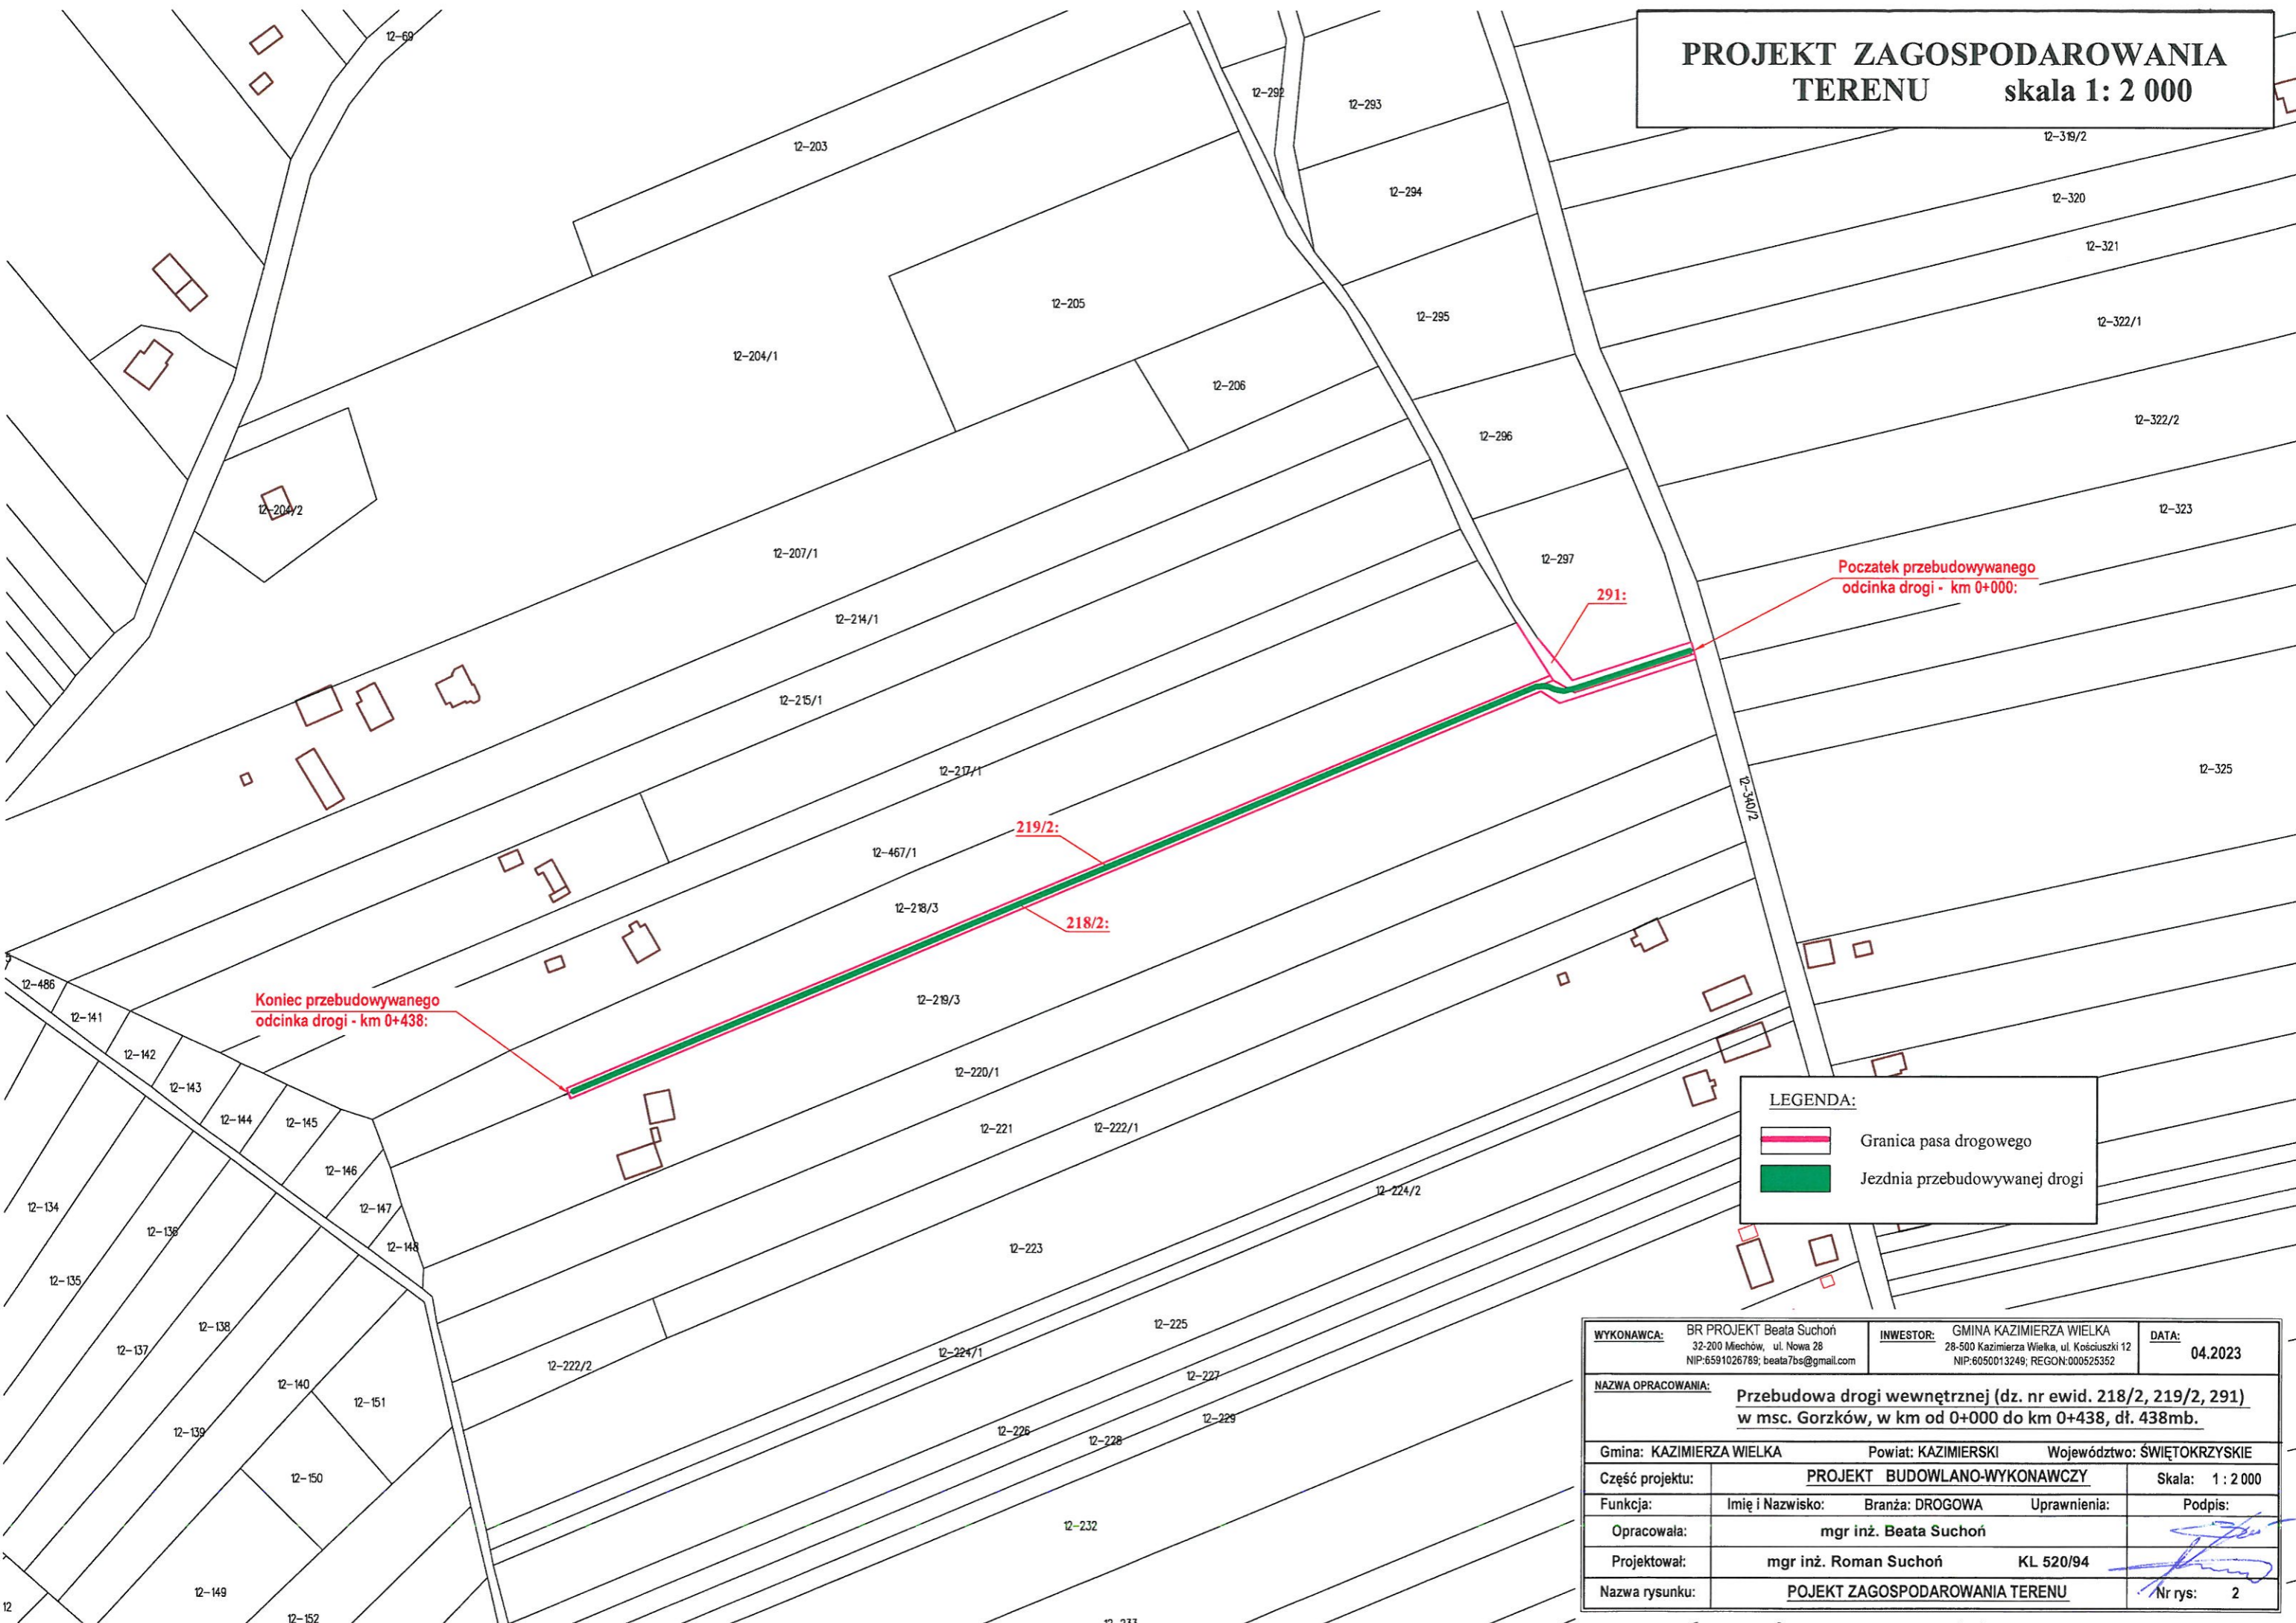 PROJEKT ZAGOSPODAROWANIA
TERENU skala 1: 2 000
12-69
12-292
12-293
12-203
12-319/2
12-294
12-320
12-321
12-205
12-295
12-322/1
12-204/1
12-206
12-322/2
12-296
12-204/2
12-323
12-207/1
12-297
Poczatek przebudowywanego
odcinka drogi - km 0+000:
291:
12-214/1
12-215/1
12-217/1
12-325
12-340/2
219/2:
12-467/1
12-218/3
218/2:
12-486
12-141
Koniec przebudowywanego
odcinka drogi - km 0+438:
12-219/3
12-142
12-143
12-220/1
12-144
12-145
12-221
12-222/1
LEGENDA:
Granica pasa drogowego
Jezdnia przebudowywanej drogi
12-146
12-224/2
12-134
12-147
12-136
12-148
12-223
12-135
12-138
12-225
12-137
12-224/1
12-222/2
12-227
12-140
12-151
12-229
12-139
12-226
12-228
12-150
12-232
12-149
12-152
12
WYKONAWCA: BR PROJEKT Beata Suchoń
32-200 Miechów, ul. Nowa 28
NIP:6591026789; beata7bs@gmail.com
INWESTOR: GMINA KAZIMIERZA WIELKA
28-500 Kazimierza Wielka, ul. Kościuszki 12
NIP:6050013249; REGON:000525352
DATA:
04.2023
NAZWA OPRACOWANIA:
Przebudowa drogi wewnętrznej (dz. nr ewid. 218/2, 219/2, 291)
w msc. Gorzków, w km od 0+000 do km 0+438, dł. 438mb.
Gmina: KAZIMIERZA WIELKA Powiat: KAZIMIERSKI Województwo: ŚWIĘTOKRZYSKIE
Część projektu: PROJEKT BUDOWLANO-WYKONAWCZY Skala: 1 : 2 000
Funkcja: Imię i Nazwisko: Branża: DROGOWA Uprawnienia: Podpis:
Opracowała: mgr inż. Beata Suchoń
Projektował: mgr inż. Roman Suchoń KL 520/94
Nazwa rysunku: POJEKT ZAGOSPODAROWANIA TERENU Nr rys: 2